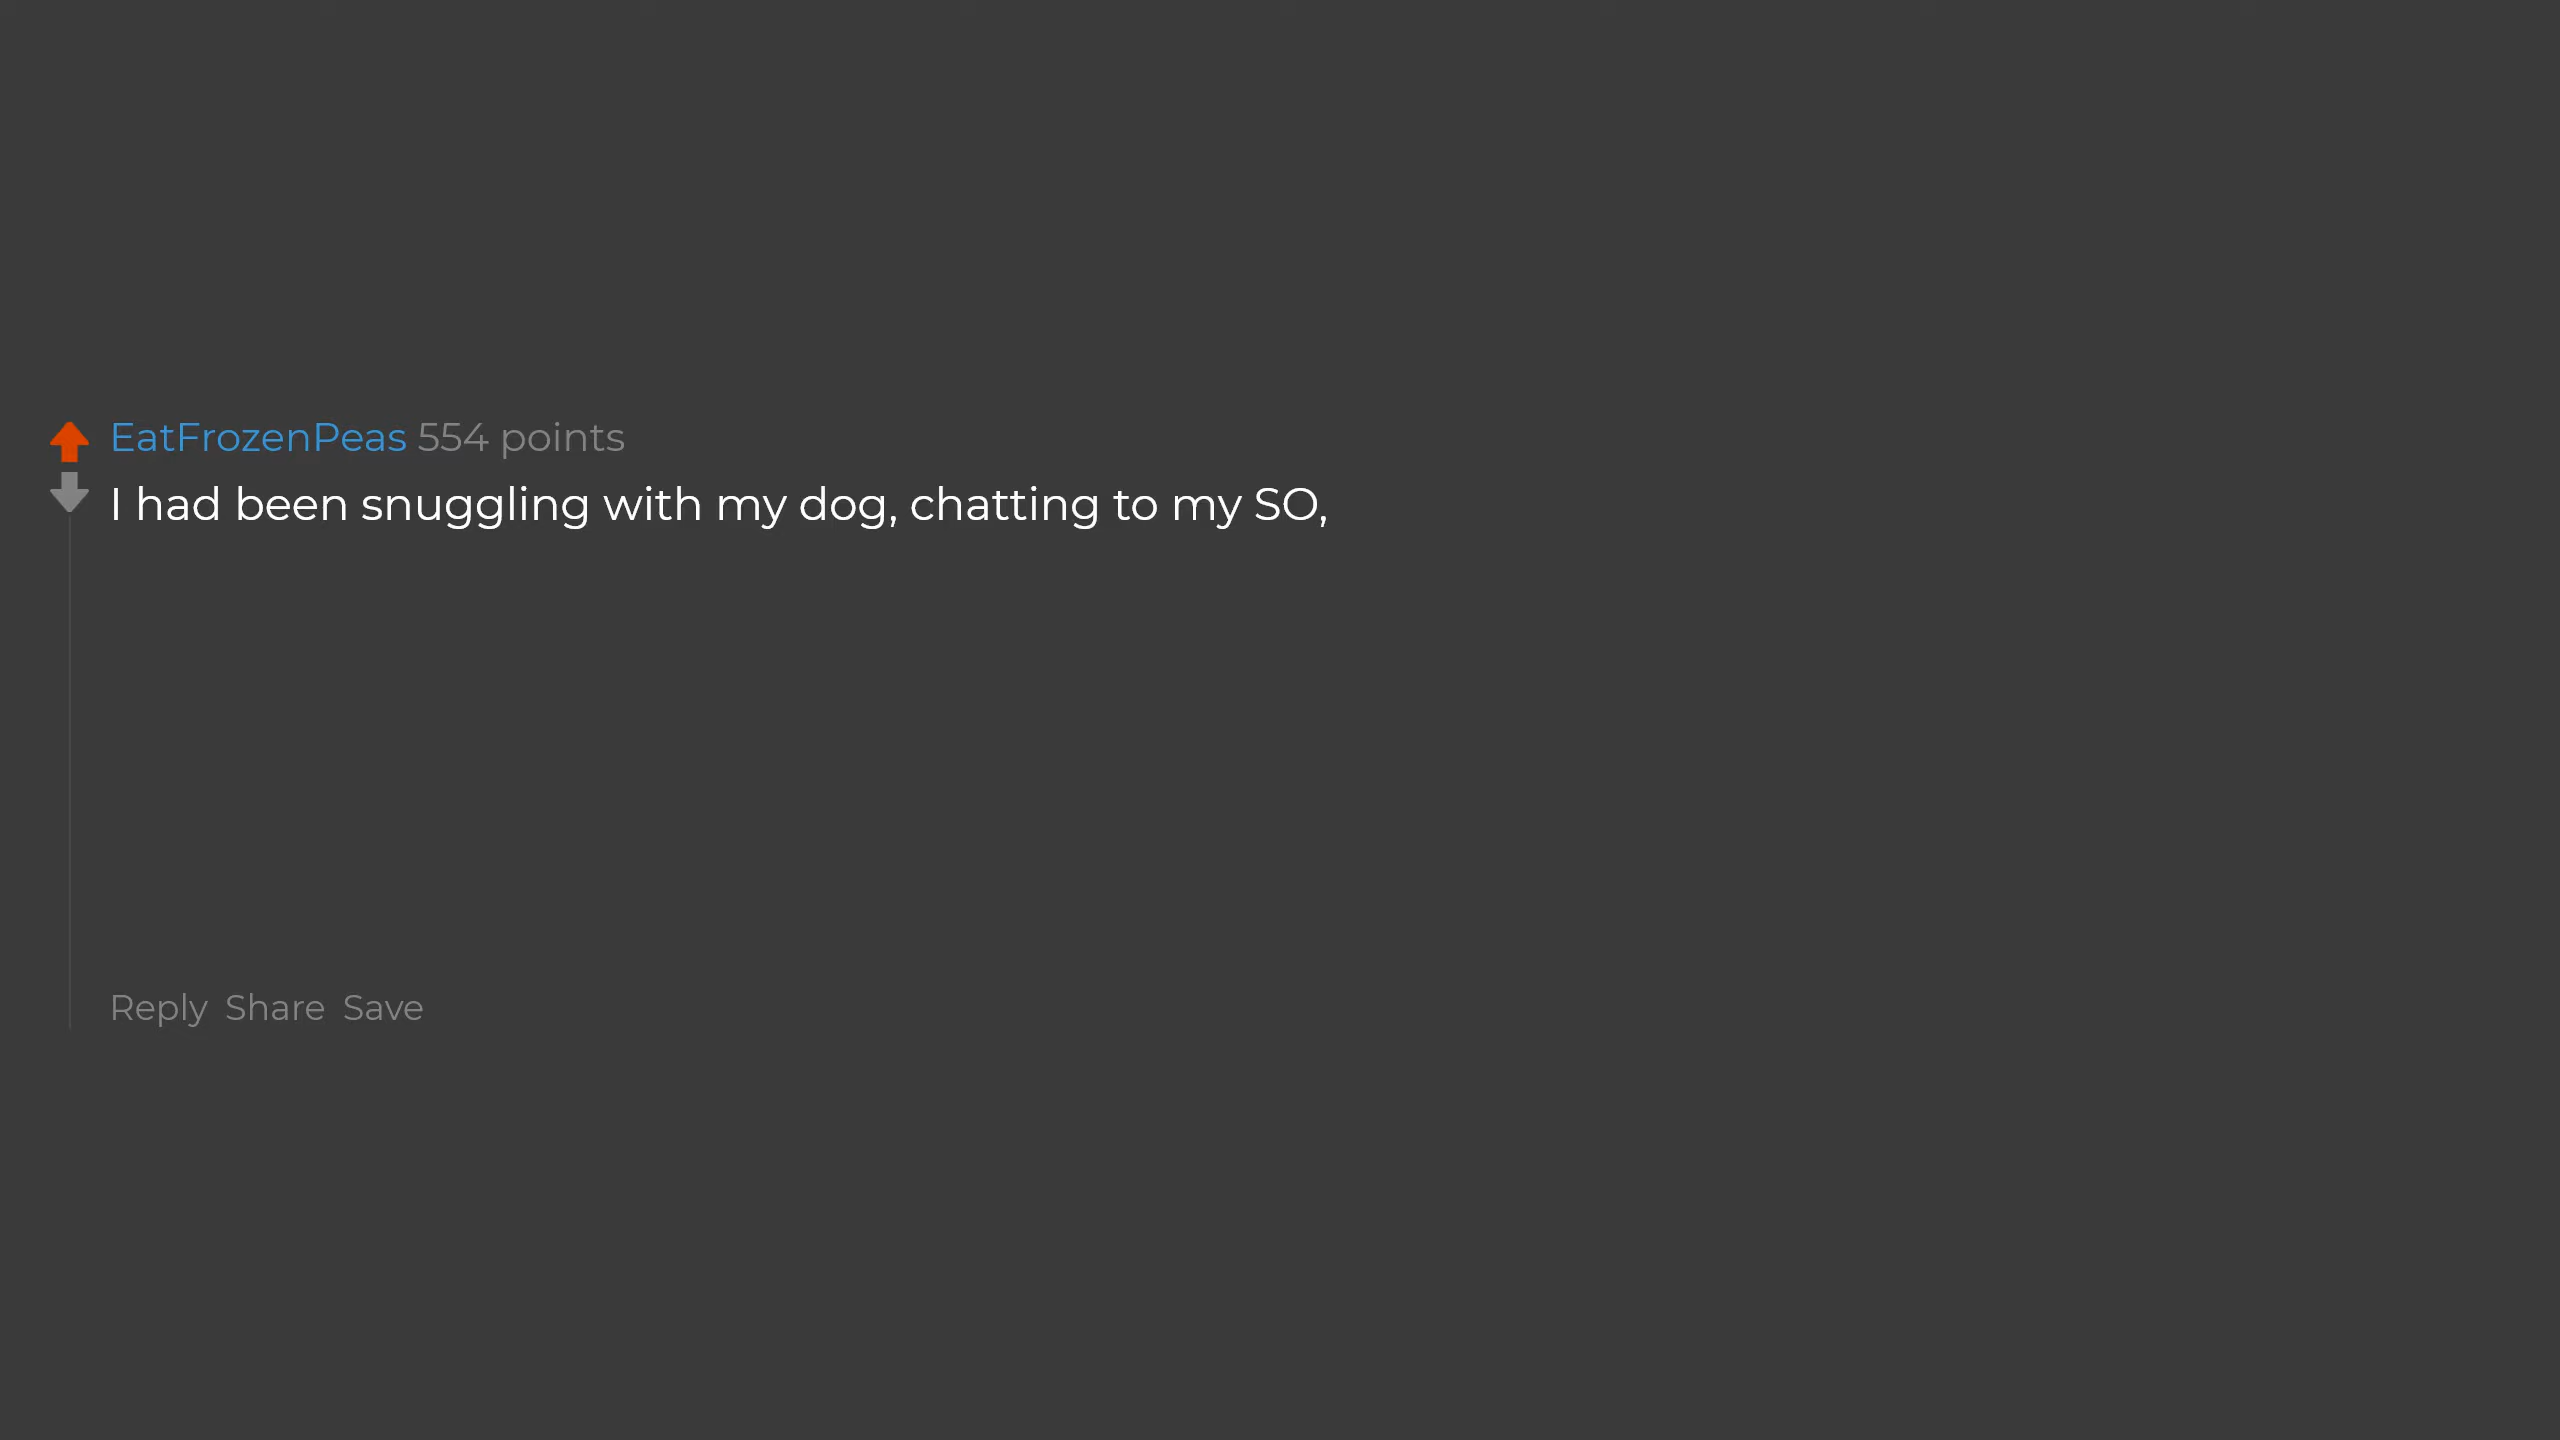 EatFrozenPeas 554 points
I had been snuggling with my dog, chatting to my SO,
Reply Share Save